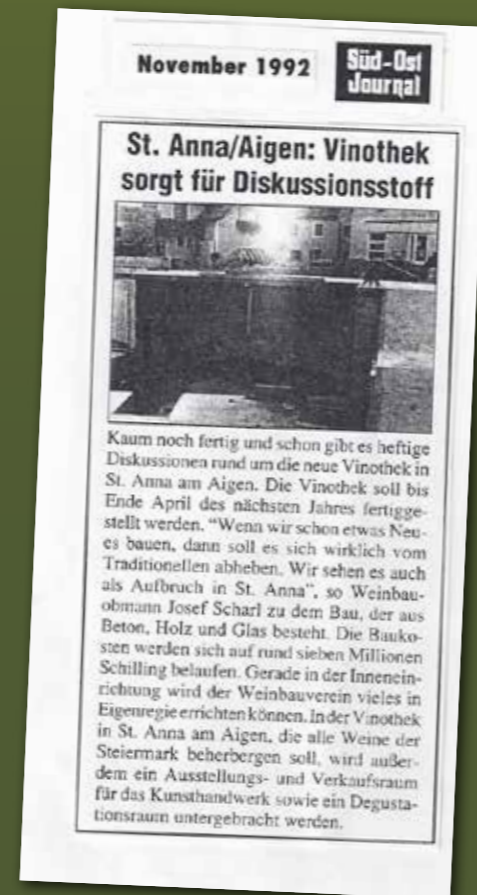 November 1992
Süd-Ost
Journal
St. Anna/Aigen: Vinothek
sorgt für Diskussionsstoff
Kaum noch fertig und schon gibt es heftige
Diskussionen rund um die neue Vinothek in
St. Anna am Aigen. Die Vinothek soll bis
Ende April des nächsten Jahres fertigge-
stellt werden. "Wenn wir schon etwas Neu-
es bauen, dann soll es sich wirklich vom
Traditionellen abheben. Wir sehen es auch
als Aufbruch in St. Anna", so Weinbau-
obmann Josef Scharl zu dem Bau, der aus
Beton, Holz und Glas besteht. Die Bauko-
sten werden sich auf rund sieben Millionen
Schilling belaufen. Gerade in der Innenein-
richtung wird der Weinbauverein vieles in
Eigenregie errichten können. In der Vinothek
in St. Anna am Aigen, die alle Weine der
Steiermark beherbergen soll, wird außer-
dem ein Ausstellungs- und Verkaufsraum
für das Kunsthandwerk sowie ein Degusta-
tionsraum untergebracht werden.